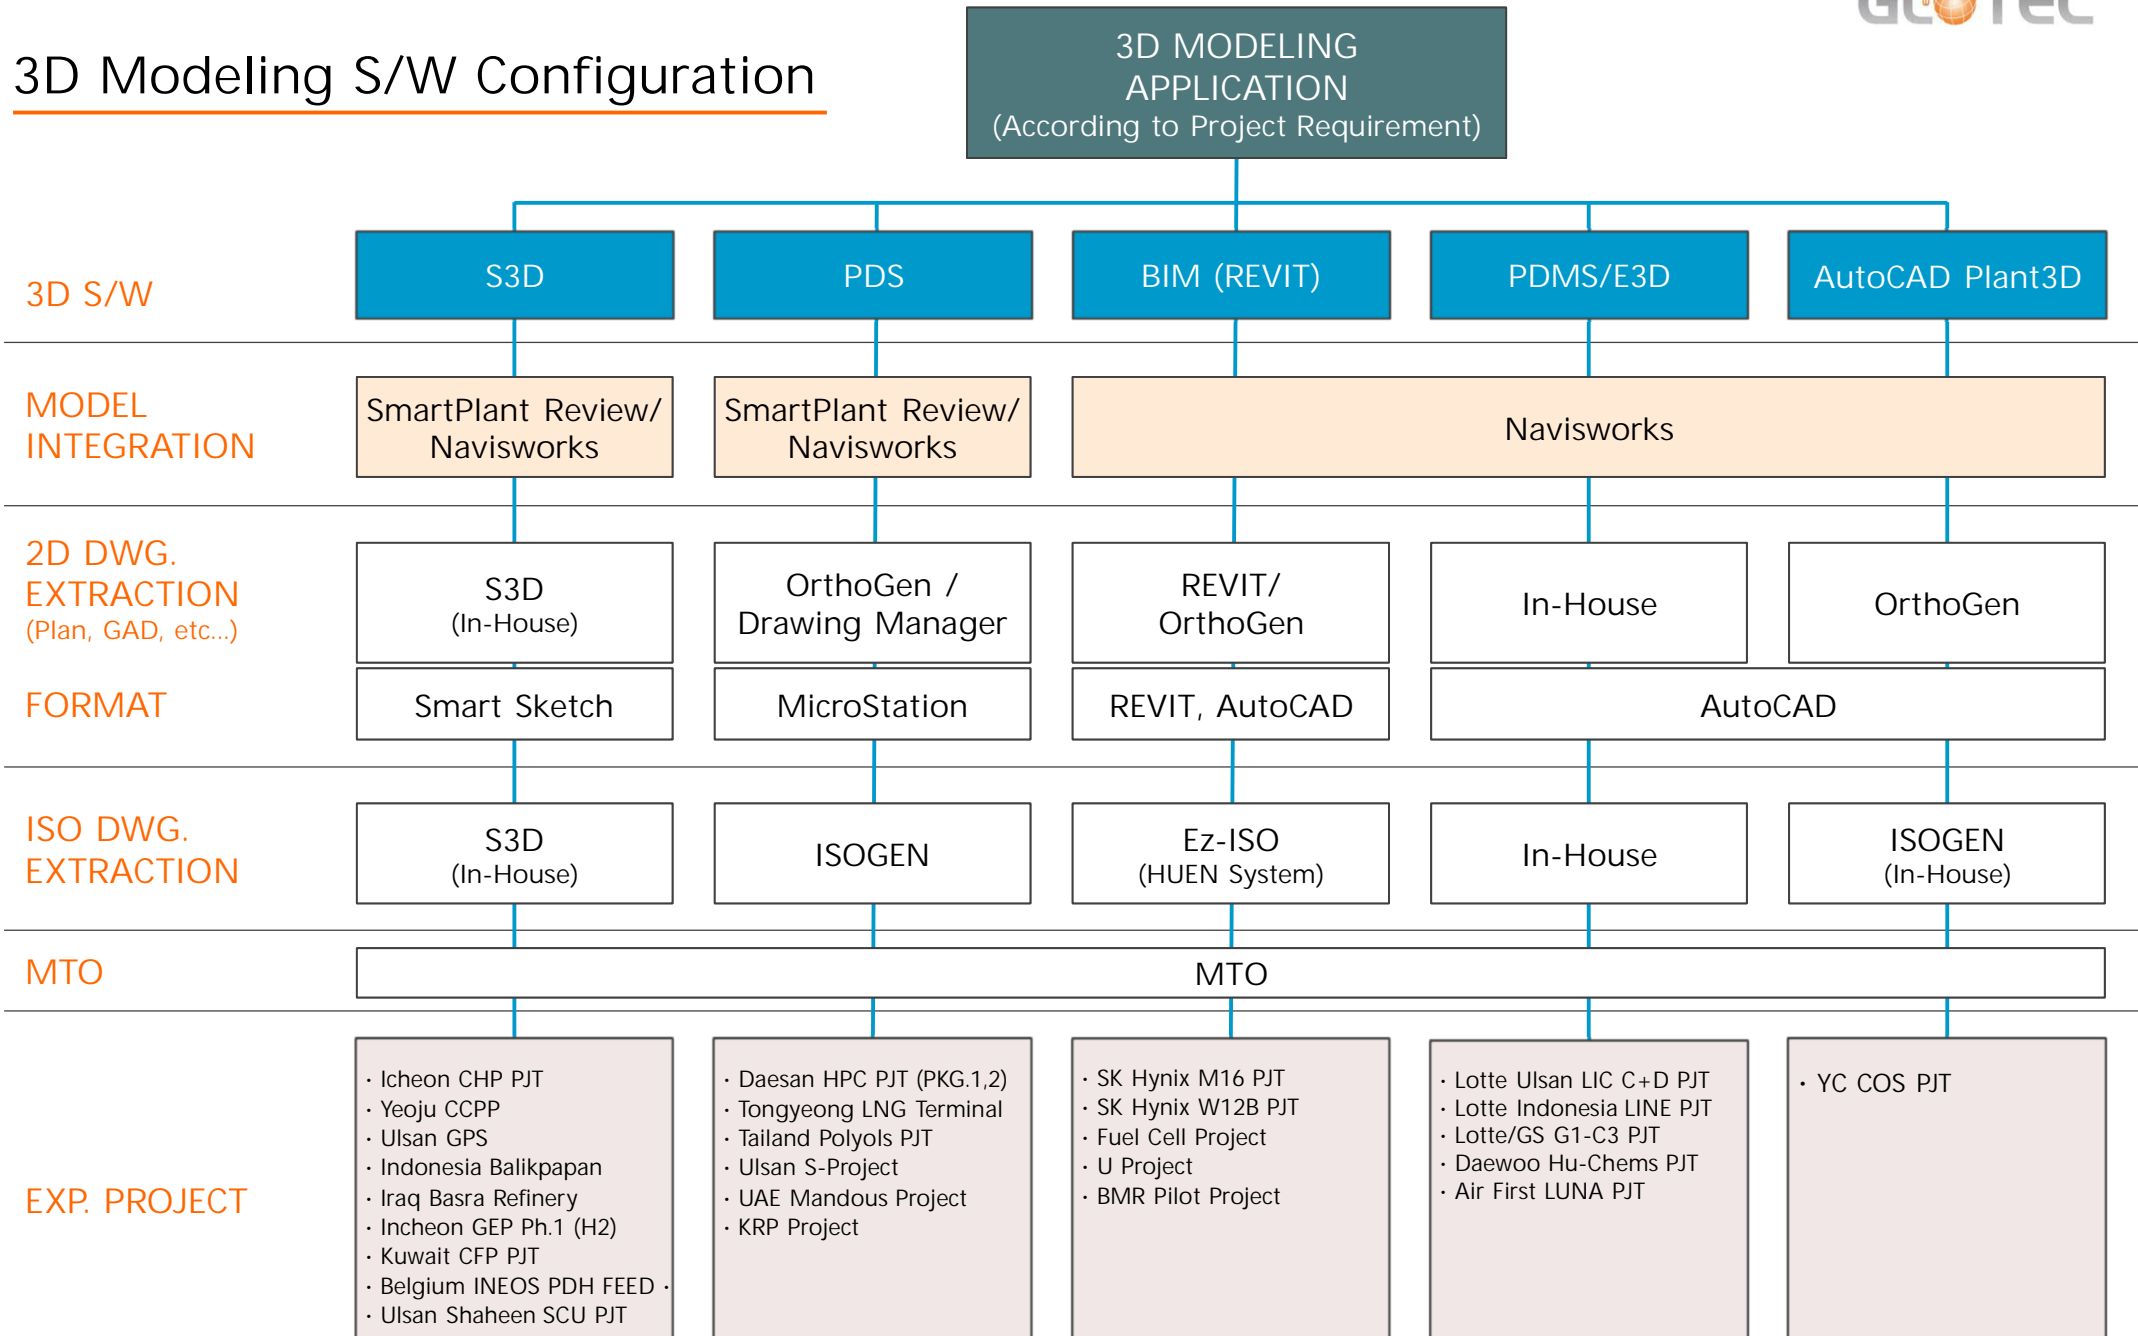 3D Modeling S/W Configuration
3D MODELING
APPLICATION
(According to Project Requirement)
3D S/W
S3D
PDS
BIM (REVIT)
PDMS/E3D
AutoCAD Plant3D
MODEL
INTEGRATION
SmartPlant Review/
Navisworks
SmartPlant Review/
Navisworks
Navisworks
2D DWG.
EXTRACTION
(Plan, GAD, etc...)
S3D
(In-House)
OrthoGen /
Drawing Manager
REVIT/
OrthoGen
In-House
OrthoGen
FORMAT
Smart Sketch
MicroStation
REVIT, AutoCAD
AutoCAD
ISO DWG.
EXTRACTION
S3D
(In-House)
ISOGEN
Ez-ISO
(HUEN System)
In-House
ISOGEN
(In-House)
MTO
MTO
EXP. PROJECT
· Icheon CHP PJT
· Yeoju CCPP
· Ulsan GPS
· Indonesia Balikpapan
· Iraq Basra Refinery
· Incheon GEP Ph.1 (H2)
· Kuwait CFP PJT
· Belgium INEOS PDH FEED ·
· Ulsan Shaheen SCU PJT
· Daesan HPC PJT (PKG.1,2)
· Tongyeong LNG Terminal
· Tailand Polyols PJT
· Ulsan S-Project
· UAE Mandous Project
· KRP Project
· SK Hynix M16 PJT
· SK Hynix W12B PJT
· Fuel Cell Project
· U Project
· BMR Pilot Project
· Lotte Ulsan LIC C+D PJT
· Lotte Indonesia LINE PJT
· Lotte/GS G1-C3 PJT
· Daewoo Hu-Chems PJT
· Air First LUNA PJT
· YC COS PJT